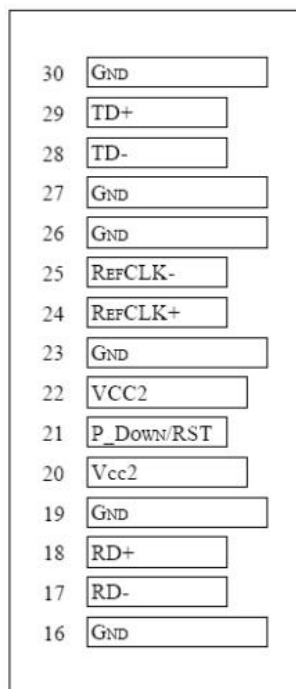 30 GND
29 TD+
28 TD-
27 GND
26 GND
25 REFCLK-
24 REFCLK+
23 GND
22 VCC2
21 P_DOWN/RST
20 Vcc2
19 GND
18 RD+
17 RD-
16 GND